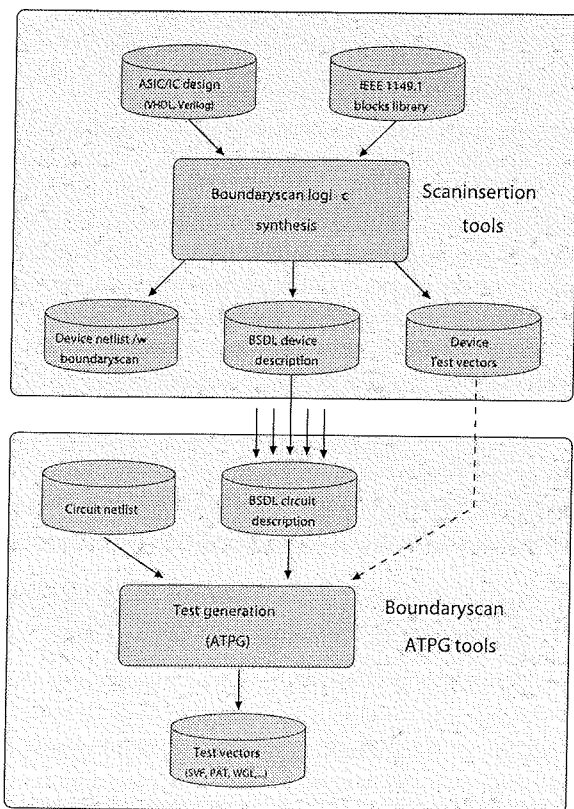 ASIC/IC design
(VHDL, Verilog)
IEEE 1149.1
blocks library
Boundaryscan logi c
synthesis
Scaninsertion
tools
Device netlist /w
boundaryscan
BSDL device
description
Device
Test vectors
Circuit netlist
BSDL circuit
description
Test generation
(ATPG)
Boundaryscan
ATPG tools
Test vectors
(SVF, PAT, WGL,...)